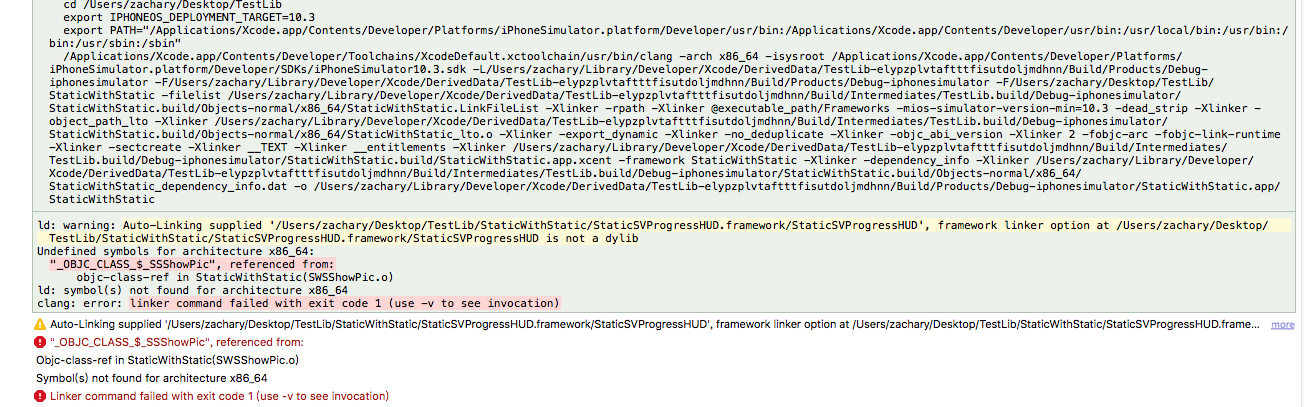 cd /Users/zachary/Desktop/TestLib
export IPHONEOS_DEPLOYMENT_TARGET=10.3
export PATH="/Applications/Xcode.app/Contents/Developer/Platforms/iPhoneSimulator.platform/Developer/usr/bin:/Applications/Xcode.app/Contents/Developer/usr/bin:/usr/local/bin:/usr/bin:/
bin:/usr/sbin:/sbin"
/Applications/Xcode.app/Contents/Developer/Toolchains/XcodeDefault.xctoolchain/usr/bin/clang -arch x86_64 -isysroot /Applications/Xcode.app/Contents/Developer/Platforms/
iPhoneSimulator.platform/Developer/SDKs/iPhoneSimulator10.3.sdk -L/Users/zachary/Library/Developer/Xcode/DerivedData/TestLib-elypzplvtaftttfisutdoljmdhnn/Build/Products/Debug-
iphonesimulator -F/Users/zachary/Library/Developer/Xcode/DerivedData/TestLib-elypzplvtaftttfisutdoljmdhnn/Build/Products/Debug-iphonesimulator -F/Users/zachary/Desktop/TestLib/
StaticWithStatic -filelist /Users/zachary/Library/Developer/Xcode/DerivedData/TestLib-elypzplvtaftttfisutdoljmdhnn/Build/Intermediates/TestLib.build/Debug-iphonesimulator/
StaticWithStatic.build/Objects-normal/x86_64/StaticWithStatic.LinkFileList -Xlinker -rpath -Xlinker @executable_path/Frameworks -mios-simulator-version-min=10.3 -dead_strip -Xlinker -
object_path_lto -Xlinker /Users/zachary/Library/Developer/Xcode/DerivedData/TestLib-elypzplvtaftttfisutdoljmdhnn/Build/Intermediates/TestLib.build/Debug-iphonesimulator/
StaticWithStatic.build/Objects-normal/x86_64/StaticWithStatic_lto.o -Xlinker -export_dynamic -Xlinker -no_deduplicate -Xlinker -objc_abi_version -Xlinker 2 -fobjc-arc -fobjc-link-runtime
-Xlinker -sectcreate -Xlinker __TEXT -Xlinker __entitlements -Xlinker /Users/zachary/Library/Developer/Xcode/DerivedData/TestLib-elypzplvtaftttfisutdoljmdhnn/Build/Intermediates/
TestLib.build/Debug-iphonesimulator/StaticWithStatic.build/StaticWithStatic.app.xcent -framework StaticWithStatic -Xlinker -dependency_info -Xlinker /Users/zachary/Library/Developer/
Xcode/DerivedData/TestLib-elypzplvtaftttfisutdoljmdhnn/Build/Intermediates/TestLib.build/Debug-iphonesimulator/StaticWithStatic.build/Objects-normal/x86_64/
StaticWithStatic_dependency_info.dat -o /Users/zachary/Library/Developer/Xcode/DerivedData/TestLib-elypzplvtaftttfisutdoljmdhnn/Build/Products/Debug-iphonesimulator/StaticWithStatic.app/
StaticWithStatic
ld: warning: Auto-Linking supplied '/Users/zachary/Desktop/TestLib/StaticWithStatic/StaticSVProgressHUD.framework/StaticSVProgressHUD', framework linker option at /Users/zachary/Desktop/
TestLib/StaticWithStatic/StaticSVProgressHUD.framework/StaticSVProgressHUD is not a dylib
Undefined symbols for architecture x86_64:
"_OBJC_CLASS_$_SSShowPic", referenced from:
objc-class-ref in StaticWithStatic(SWSShowPic.o)
ld: symbol(s) not found for architecture x86_64
clang: error: linker command failed with exit code 1 (use -v to see invocation)
Auto-Linking supplied '/Users/zachary/Desktop/TestLib/StaticWithStatic/StaticSVProgressHUD.framework/StaticSVProgressHUD', framework linker option at /Users/zachary/Desktop/TestLib/StaticWithStatic/StaticSVProgressHUD.frame... more
"_OBJC_CLASS_$_SSShowPic", referenced from:
Objc-class-ref in StaticWithStatic(SWSShowPic.o)
Symbol(s) not found for architecture x86_64
Linker command failed with exit code 1 (use -v to see invocation)